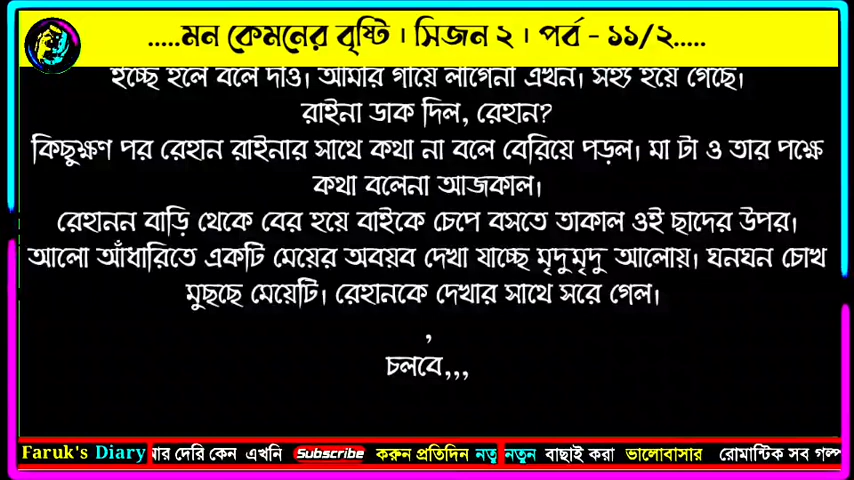 .....মন কেমনের বৃষ্টি । সিজন ২ । পর্ব - ১১/২.....
ইচ্ছে হলে বলে দাও। আমার গায়ে লাগেনা এখন। সহ্য হয়ে গেছে।
রাইনা ডাক দিল, রেহান?
কিছুক্ষণ পর রেহান রাইনার সাথে কথা না বলে বেরিয়ে পড়ল। মা টা ও তার পক্ষে
কথা বলেনা আজকাল।
রেহানন বাড়ি থেকে বের হয়ে বাইকে চেপে বসতে তাকাল ওই ছাদের উপর।
আলো আঁধারিতে একটি মেয়ের অবয়ব দেখা যাচ্ছে মৃদুমৃদু আলোয়। ঘনঘন চোখ
মুছছে মেয়েটি। রেহানকে দেখার সাথে সরে গেল।
,
চলবে,,,
Faruk's Diary আর দেরি কেন এখনি Subscribe করুন প্রতিদিন নতু নতুন বাছাই করা ভালোবাসার রোমান্টিক সব গল্প